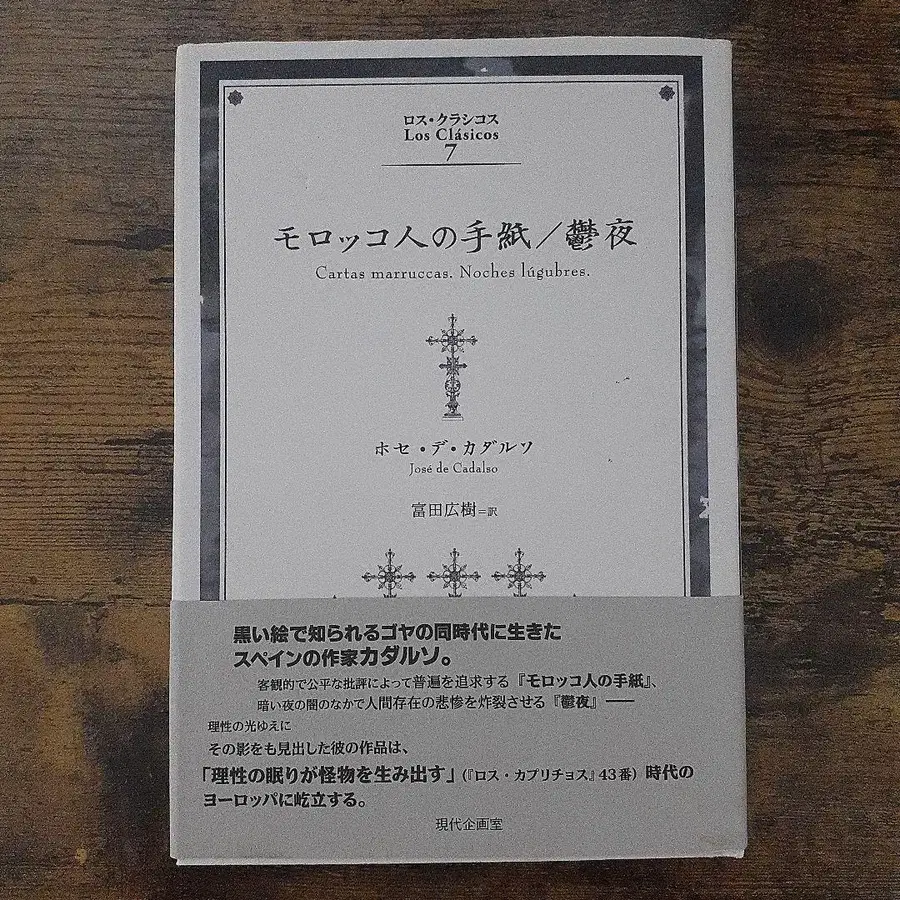 ロス・クラシコス
Los Clásicos
7
モロッコ人の手紙／鬱夜
Cartas marruccas. Noches lúgubres.
ホセ・デ・カダルソ
José de Cadalso
富田広樹＝訳
黒い絵で知られるゴヤの同時代に生きた
スペインの作家カダルソ。
客観的で公平な批評によって普遍を追求する『モロッコ人の手紙』、
暗い夜の闇のなかで人間存在の悲惨を炸裂させる『鬱夜』──
理性の光ゆえに
その影をも見出した彼の作品は、
「理性の眠りが怪物を生み出す」（『ロス・カプリチョス』43番）時代の
ヨーロッパに屹立する。
現代企画室